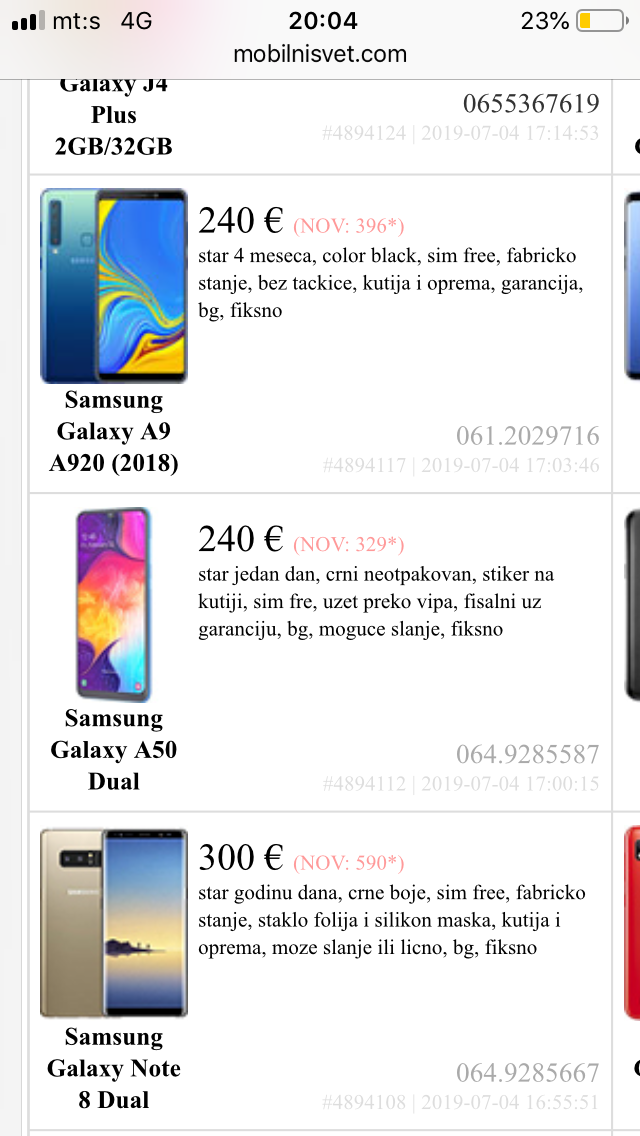 mt:s 4G 20:04 23%
mobilnisvet.com
Galaxy J4
Plus
2GB/32GB
0655367619
#4894124 | 2019-07-04 17:14:53
240 € (NOV: 396*)
star 4 meseca, color black, sim free, fabricko
stanje, bez tackice, kutija i oprema, garancija,
bg, fiksno
Samsung
Galaxy A9
A920 (2018)
061.2029716
#4894117 | 2019-07-04 17:03:46
240 € (NOV: 329*)
star jedan dan, crni neotpakovan, stiker na
kutiji, sim fre, uzet preko vipa, fisalni uz
garanciju, bg, moguce slanje, fiksno
Samsung
Galaxy A50
Dual
064.9285587
#4894112 | 2019-07-04 17:00:15
300 € (NOV: 590*)
star godinu dana, crne boje, sim free, fabricko
stanje, staklo folija i silikon maska, kutija i
oprema, moze slanje ili licno, bg, fiksno
Samsung
Galaxy Note
8 Dual
064.9285667
#4894108 | 2019-07-04 16:55:51